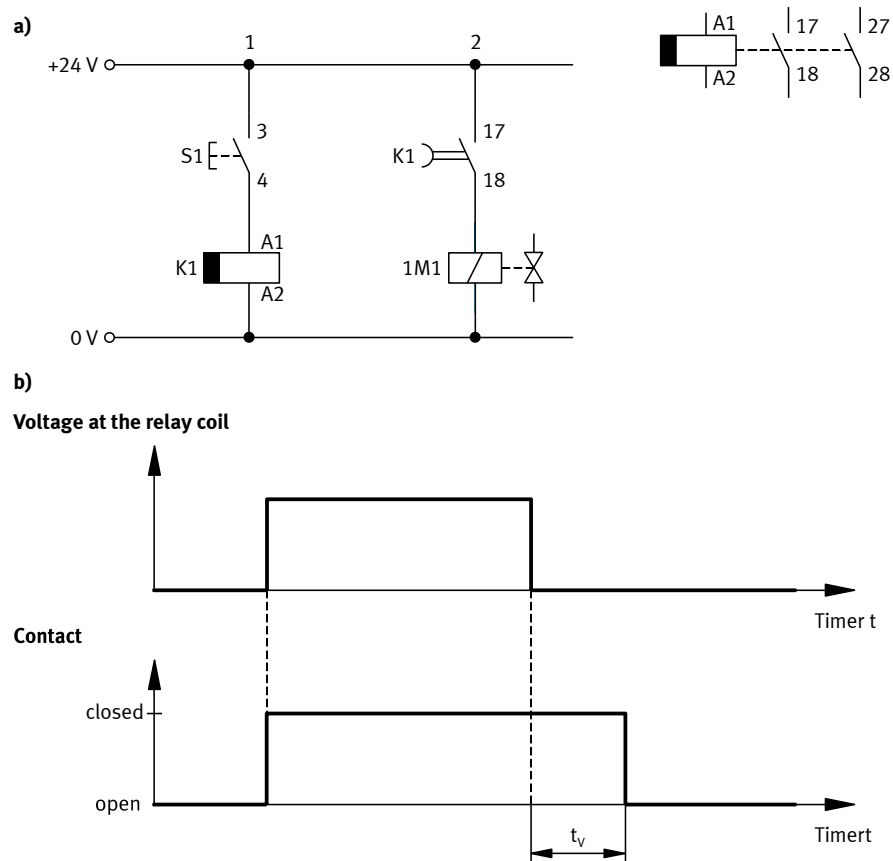 a)
1
2
+24 V
3
S1
4
17
K1
18
A1
K1
A2
1M1
0 V
A1
A2
17
18
27
28
b)
Voltage at the relay coil
Timer t
Contact
closed
open
Timert
tv